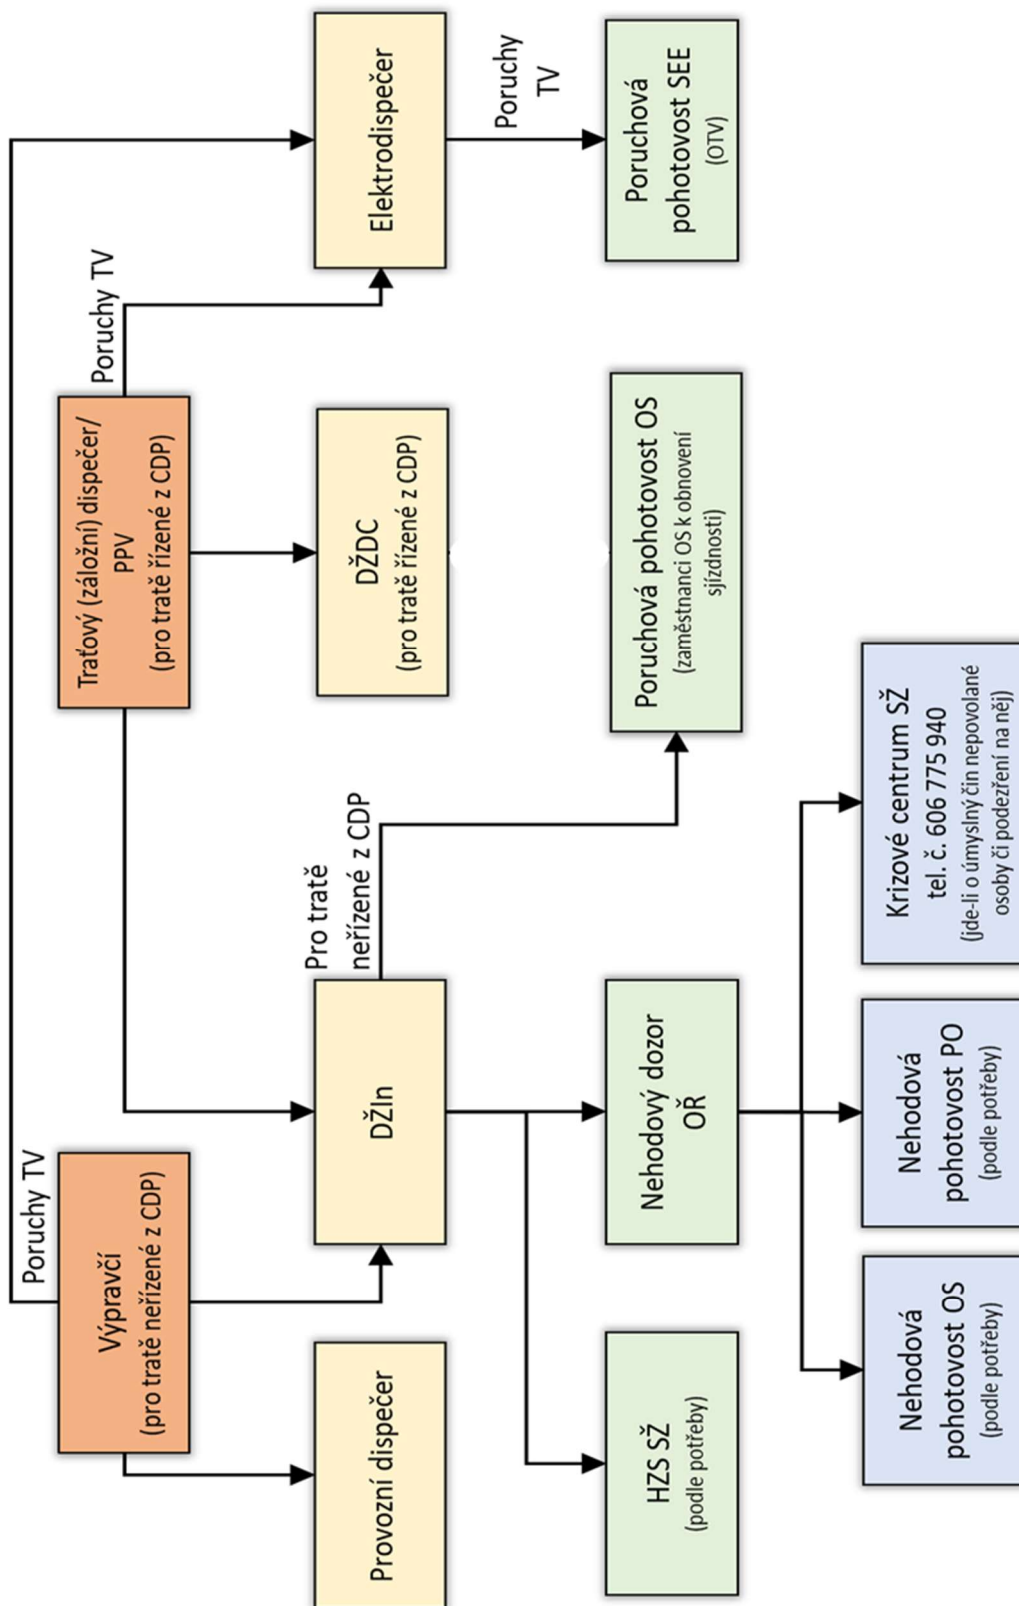 Poruchy TV
Výpravčí
(pro tratě neřízené z CDP)
Traťový (záložní) dispečer/
PPV
(pro tratě řízené z CDP)
Poruchy TV
Provozní dispečer
DŽIn
Pro tratě
neřízené z CDP
DŽDC
(pro tratě řízené z CDP)
Elektrodispečer
Poruchy
TV
HZS SŽ
(podle potřeby)
Nehodový dozor
OŘ
Poruchová pohotovost OS
(zaměstnanci OS k obnovení
sjízdnosti)
Poruchová
pohotovost SEE
(OTV)
Nehodová
pohotovost OS
(podle potřeby)
Nehodová
pohotovost PO
(podle potřeby)
Krizové centrum SŽ
tel. č. 606 775 940
(jde-li o úmyslný čin nepovolané
osoby či podezření na něj)